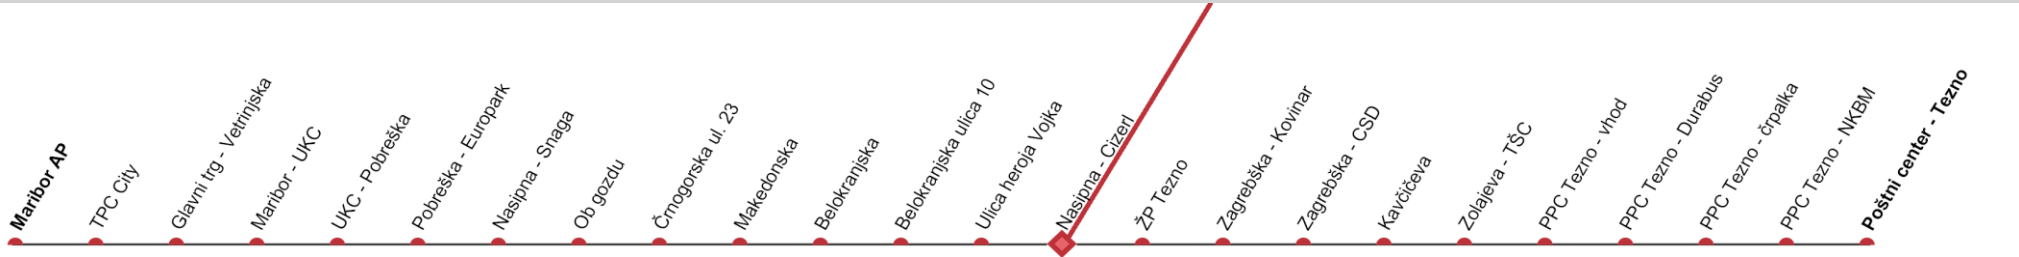 Maribor AP
TPC City
Glavni trg - Vetrinjska
Maribor - UKC
UKC - Pobreška
Pobreška - Europark
Nasipna - Snaga
Ob gozdu
Črnogorska ul. 23
Makedonska
Belokranjska
Belokranjska ulica 10
Ulica heroja Vojka
Nasipna - Cizerl
ŽP Tezno
Zagrebška - Kovinar
Zagrebška - CSD
Kavčičeva
Zolajeva - TŠC
PPC Tezno - vhod
PPC Tezno - Durabus
PPC Tezno - črpalka
PPC Tezno - NKBM
Poštni center - Tezno